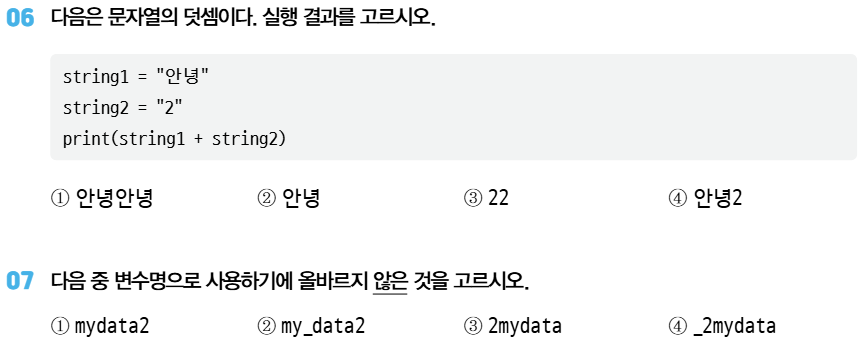 06 다음은 문자열의 덧셈이다. 실행 결과를 고르시오.
string1 = "안녕"
string2 = "2"
print(string1 + string2)
① 안녕안녕 ② 안녕 ③ 22 ④ 안녕2
07 다음 중 변수명으로 사용하기에 올바르지 않은 것을 고르시오.
① mydata2 ② my_data2 ③ 2mydata ④ _2mydata